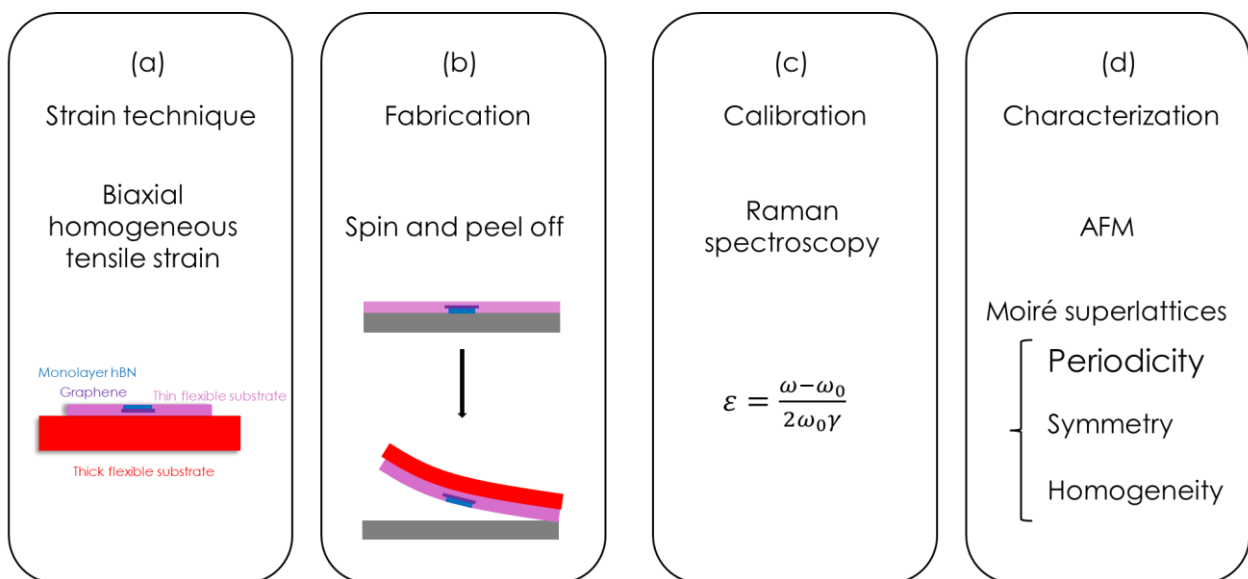 (a)
Strain technique
Biaxial
homogeneous
tensile strain
Monolayer hBN
Graphene
Thin flexible substrate
Thick flexible substrate
(b)
Fabrication
Spin and peel off
(c)
Calibration
Raman
spectroscopy
ε = (ω−ω₀)/(2ω₀γ)
(d)
Characterization
AFM
Moiré superlattices
Periodicity
Symmetry
Homogeneity